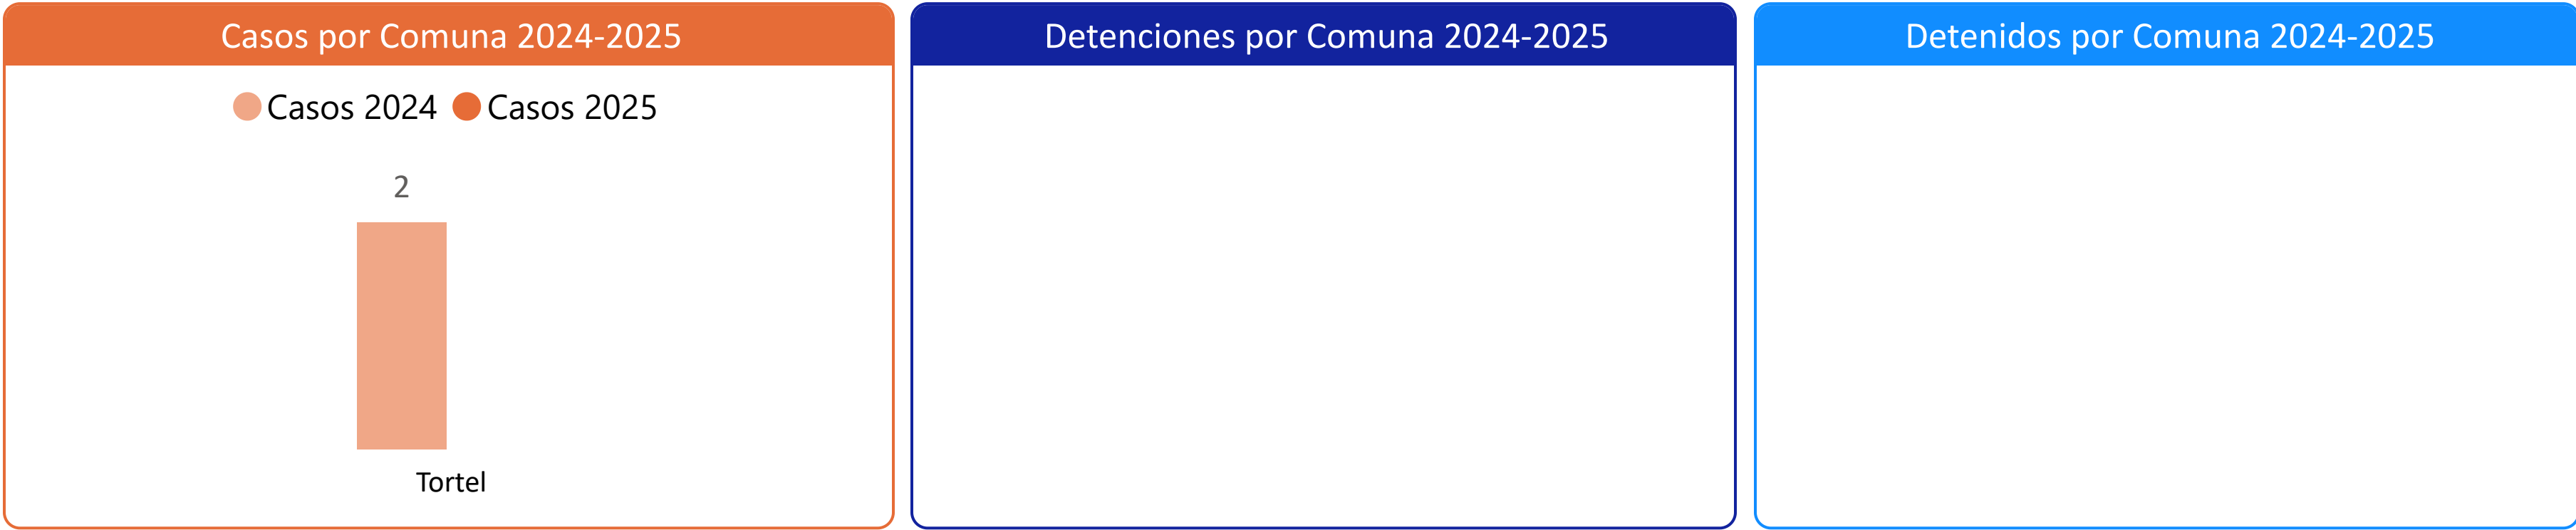 Casos por Comuna 2024-2025
Casos 2024 Casos 2025
2
Tortel
Detenciones por Comuna 2024-2025
Detenidos por Comuna 2024-2025